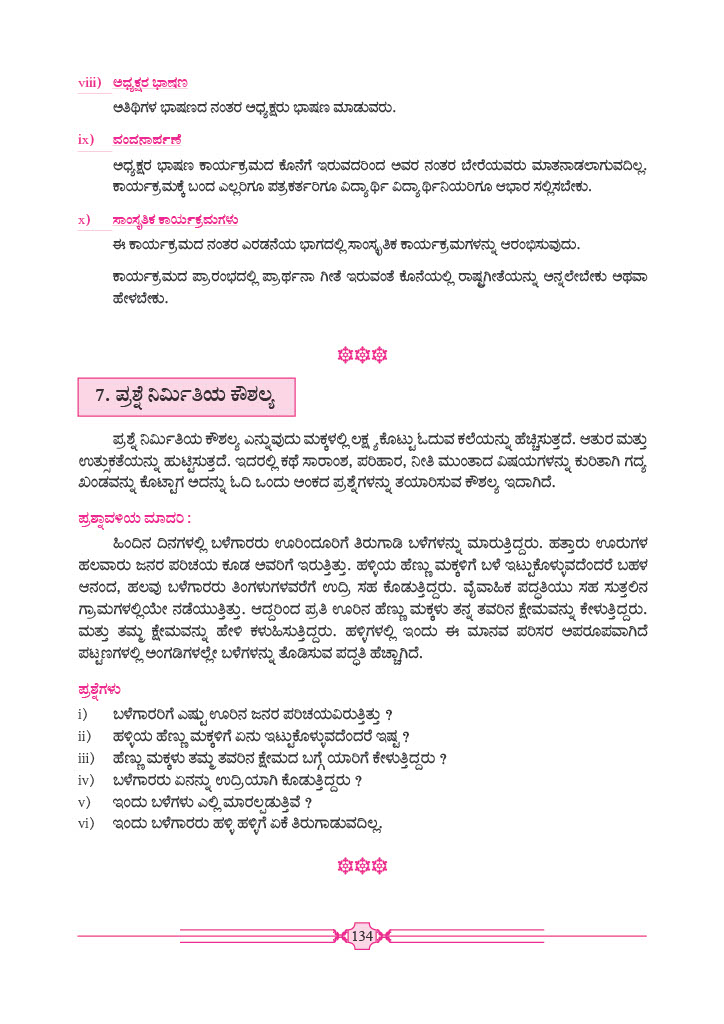 viii) ಅಧ್ಯಕ್ಷರ ಭಾಷಣ
ಅತಿಥಿಗಳ ಭಾಷಣದ ನಂತರ ಅಧ್ಯಕ್ಷರು ಭಾಷಣ ಮಾಡುವರು.
ix) ವಂದನಾರ್ಪಣೆ
ಅಧ್ಯಕ್ಷರ ಭಾಷಣ ಕಾರ್ಯಕ್ರಮದ ಕೊನೆಗೆ ಇರುವದರಿಂದ ಅವರ ನಂತರ ಬೇರೆಯವರು ಮಾತನಾಡಲಾಗುವದಿಲ್ಲ.
ಕಾರ್ಯಕ್ರಮಕ್ಕೆ ಬಂದ ಎಲ್ಲರಿಗೂ ಪತ್ರಕರ್ತರಿಗೂ ವಿದ್ಯಾರ್ಥಿ ವಿದ್ಯಾರ್ಥಿನಿಯರಿಗೂ ಆಭಾರ ಸಲ್ಲಿಸಬೇಕು.
x) ಸಾಂಸ್ಕೃತಿಕ ಕಾರ್ಯಕ್ರಮಗಳು
ಈ ಕಾರ್ಯಕ್ರಮದ ನಂತರ ಎರಡನೆಯ ಭಾಗದಲ್ಲಿ ಸಾಂಸ್ಕೃತಿಕ ಕಾರ್ಯಕ್ರಮಗಳನ್ನು ಆರಂಭಿಸುವುದು.
ಕಾರ್ಯಕ್ರಮದ ಪ್ರಾರಂಭದಲ್ಲಿ ಪ್ರಾರ್ಥನಾ ಗೀತೆ ಇರುವಂತೆ ಕೊನೆಯಲ್ಲಿ ರಾಷ್ಟ್ರಗೀತೆಯನ್ನು ಅನ್ನಲೇಬೇಕು ಅಥವಾ
ಹೇಳಬೇಕು.
7. ಪ್ರಶ್ನೆ ನಿರ್ಮಿತಿಯ ಕೌಶಲ್ಯ
ಪ್ರಶ್ನೆ ನಿರ್ಮಿತಿಯ ಕೌಶಲ್ಯ ಎನ್ನುವುದು ಮಕ್ಕಳಲ್ಲಿ ಲಕ್ಷ್ಯಕೊಟ್ಟು ಓದುವ ಕಲೆಯನ್ನು ಹೆಚ್ಚಿಸುತ್ತದೆ. ಆತುರ ಮತ್ತು
ಉತ್ಸುಕತೆಯನ್ನು ಹುಟ್ಟಿಸುತ್ತದೆ. ಇದರಲ್ಲಿ ಕಥೆ ಸಾರಾಂಶ, ಪರಿಹಾರ, ನೀತಿ ಮುಂತಾದ ವಿಷಯಗಳನ್ನು ಕುರಿತಾಗಿ ಗದ್ಯ
ಖಂಡವನ್ನು ಕೊಟ್ಟಾಗ ಅದನ್ನು ಓದಿ ಒಂದು ಅಂಕದ ಪ್ರಶ್ನೆಗಳನ್ನು ತಯಾರಿಸುವ ಕೌಶಲ್ಯ ಇದಾಗಿದೆ.
ಪ್ರಶ್ನಾವಳಿಯ ಮಾದರಿ :
ಹಿಂದಿನ ದಿನಗಳಲ್ಲಿ ಬಳೆಗಾರರು ಊರಿಂದೂರಿಗೆ ತಿರುಗಾಡಿ ಬಳೆಗಳನ್ನು ಮಾರುತ್ತಿದ್ದರು. ಹತ್ತಾರು ಊರುಗಳ
ಹಲವಾರು ಜನರ ಪರಿಚಯ ಕೂಡ ಅವರಿಗೆ ಇರುತ್ತಿತ್ತು. ಹಳ್ಳಿಯ ಹೆಣ್ಣು ಮಕ್ಕಳಿಗೆ ಬಳೆ ಇಟ್ಟುಕೊಳ್ಳುವದೆಂದರೆ ಬಹಳ
ಆನಂದ, ಹಲವು ಬಳೆಗಾರರು ತಿಂಗಳುಗಳವರೆಗೆ ಉದ್ರಿ ಸಹ ಕೊಡುತ್ತಿದ್ದರು. ವೈವಾಹಿಕ ಪದ್ಧತಿಯು ಸಹ ಸುತ್ತಲಿನ
ಗ್ರಾಮಗಳಲ್ಲಿಯೇ ನಡೆಯುತ್ತಿತ್ತು. ಆದ್ದರಿಂದ ಪ್ರತಿ ಊರಿನ ಹೆಣ್ಣು ಮಕ್ಕಳು ತನ್ನ ತವರಿನ ಕ್ಷೇಮವನ್ನು ಕೇಳುತ್ತಿದ್ದರು.
ಮತ್ತು ತಮ್ಮ ಕ್ಷೇಮವನ್ನು ಹೇಳಿ ಕಳುಹಿಸುತ್ತಿದ್ದರು. ಹಳ್ಳಿಗಳಲ್ಲಿ ಇಂದು ಈ ಮಾನವ ಪರಿಸರ ಅಪರೂಪವಾಗಿದೆ
ಪಟ್ಟಣಗಳಲ್ಲಿ ಅಂಗಡಿಗಳಲ್ಲೇ ಬಳೆಗಳನ್ನು ತೊಡಿಸುವ ಪದ್ಧತಿ ಹೆಚ್ಚಾಗಿದೆ.
ಪ್ರಶ್ನೆಗಳು
i) ಬಳೆಗಾರರಿಗೆ ಎಷ್ಟು ಊರಿನ ಜನರ ಪರಿಚಯವಿರುತ್ತಿತ್ತು ?
ii) ಹಳ್ಳಿಯ ಹೆಣ್ಣು ಮಕ್ಕಳಿಗೆ ಏನು ಇಟ್ಟುಕೊಳ್ಳುವದೆಂದರೆ ಇಷ್ಟ ?
iii) ಹೆಣ್ಣು ಮಕ್ಕಳು ತಮ್ಮ ತವರಿನ ಕ್ಷೇಮದ ಬಗ್ಗೆ ಯಾರಿಗೆ ಕೇಳುತ್ತಿದ್ದರು ?
iv) ಬಳೆಗಾರರು ಏನನ್ನು ಉದ್ರಿಯಾಗಿ ಕೊಡುತ್ತಿದ್ದರು ?
v) ಇಂದು ಬಳೆಗಳು ಎಲ್ಲಿ ಮಾರಲ್ಪಡುತ್ತಿವೆ ?
vi) ಇಂದು ಬಳೆಗಾರರು ಹಳ್ಳಿ ಹಳ್ಳಿಗೆ ಏಕೆ ತಿರುಗಾಡುವದಿಲ್ಲ.
134